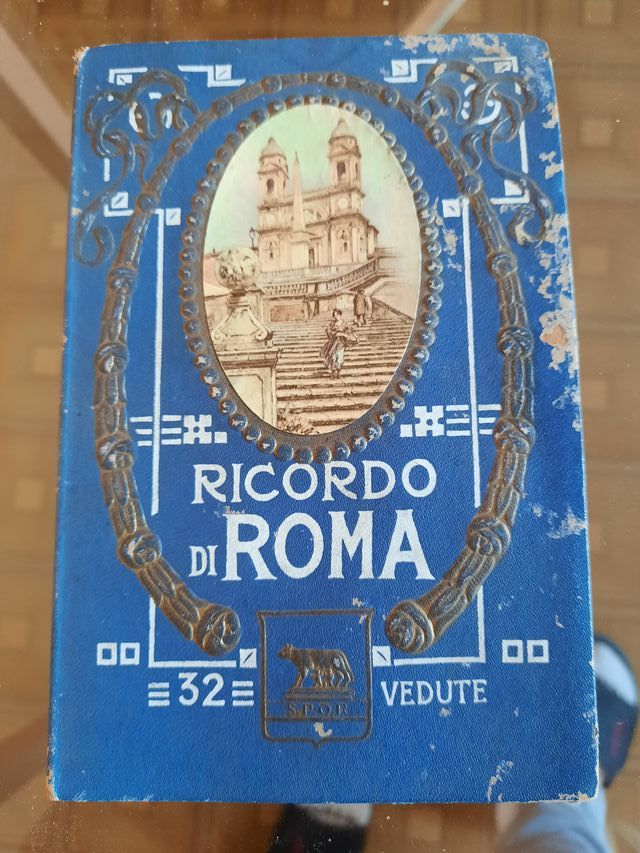 RICORDO
DI ROMA
32 VEDUTE
S.P.Q.R.